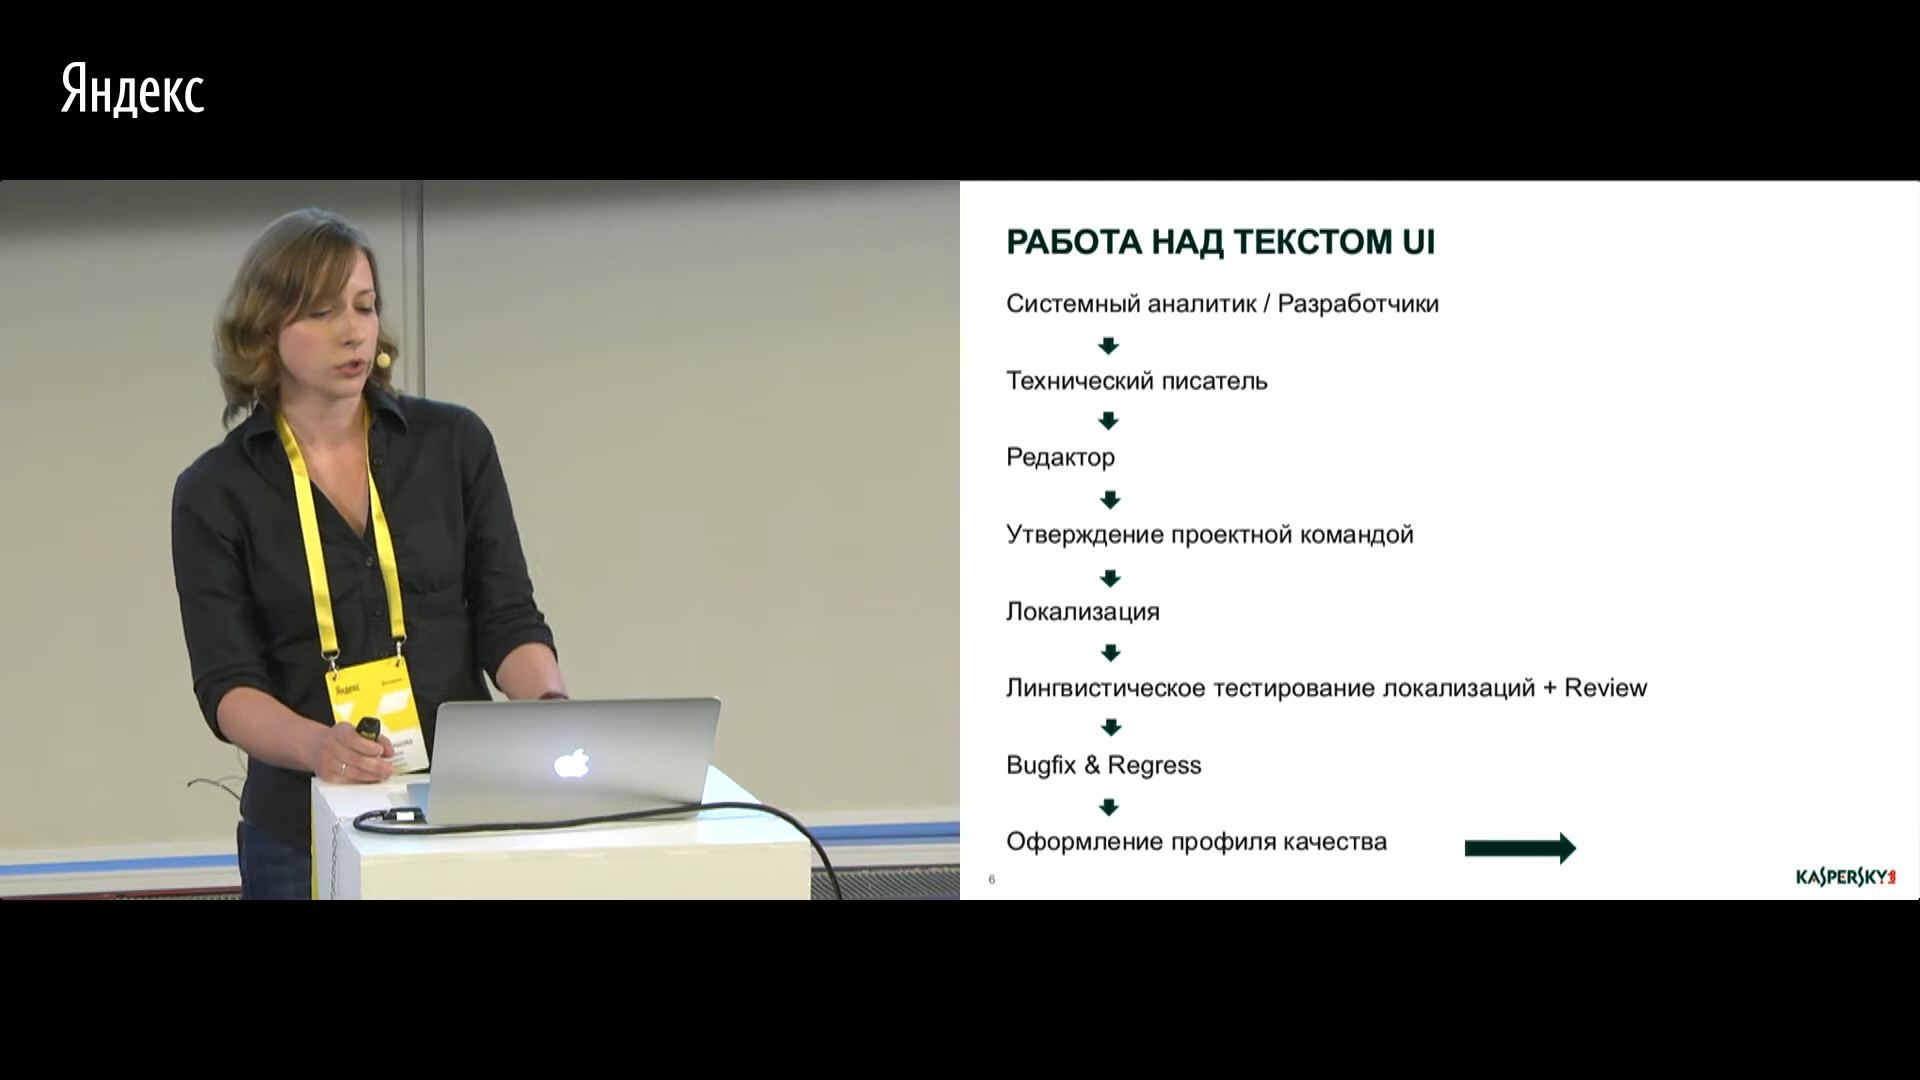 Яндекс
РАБОТА НАД ТЕКСТОМ UI
Системный аналитик / Разработчики
Технический писатель
Редактор
Утверждение проектной командой
Локализация
Лингвистическое тестирование локализаций + Review
Bugfix & Regress
Оформление профиля качества
6
KASPERSKY
Яндекс